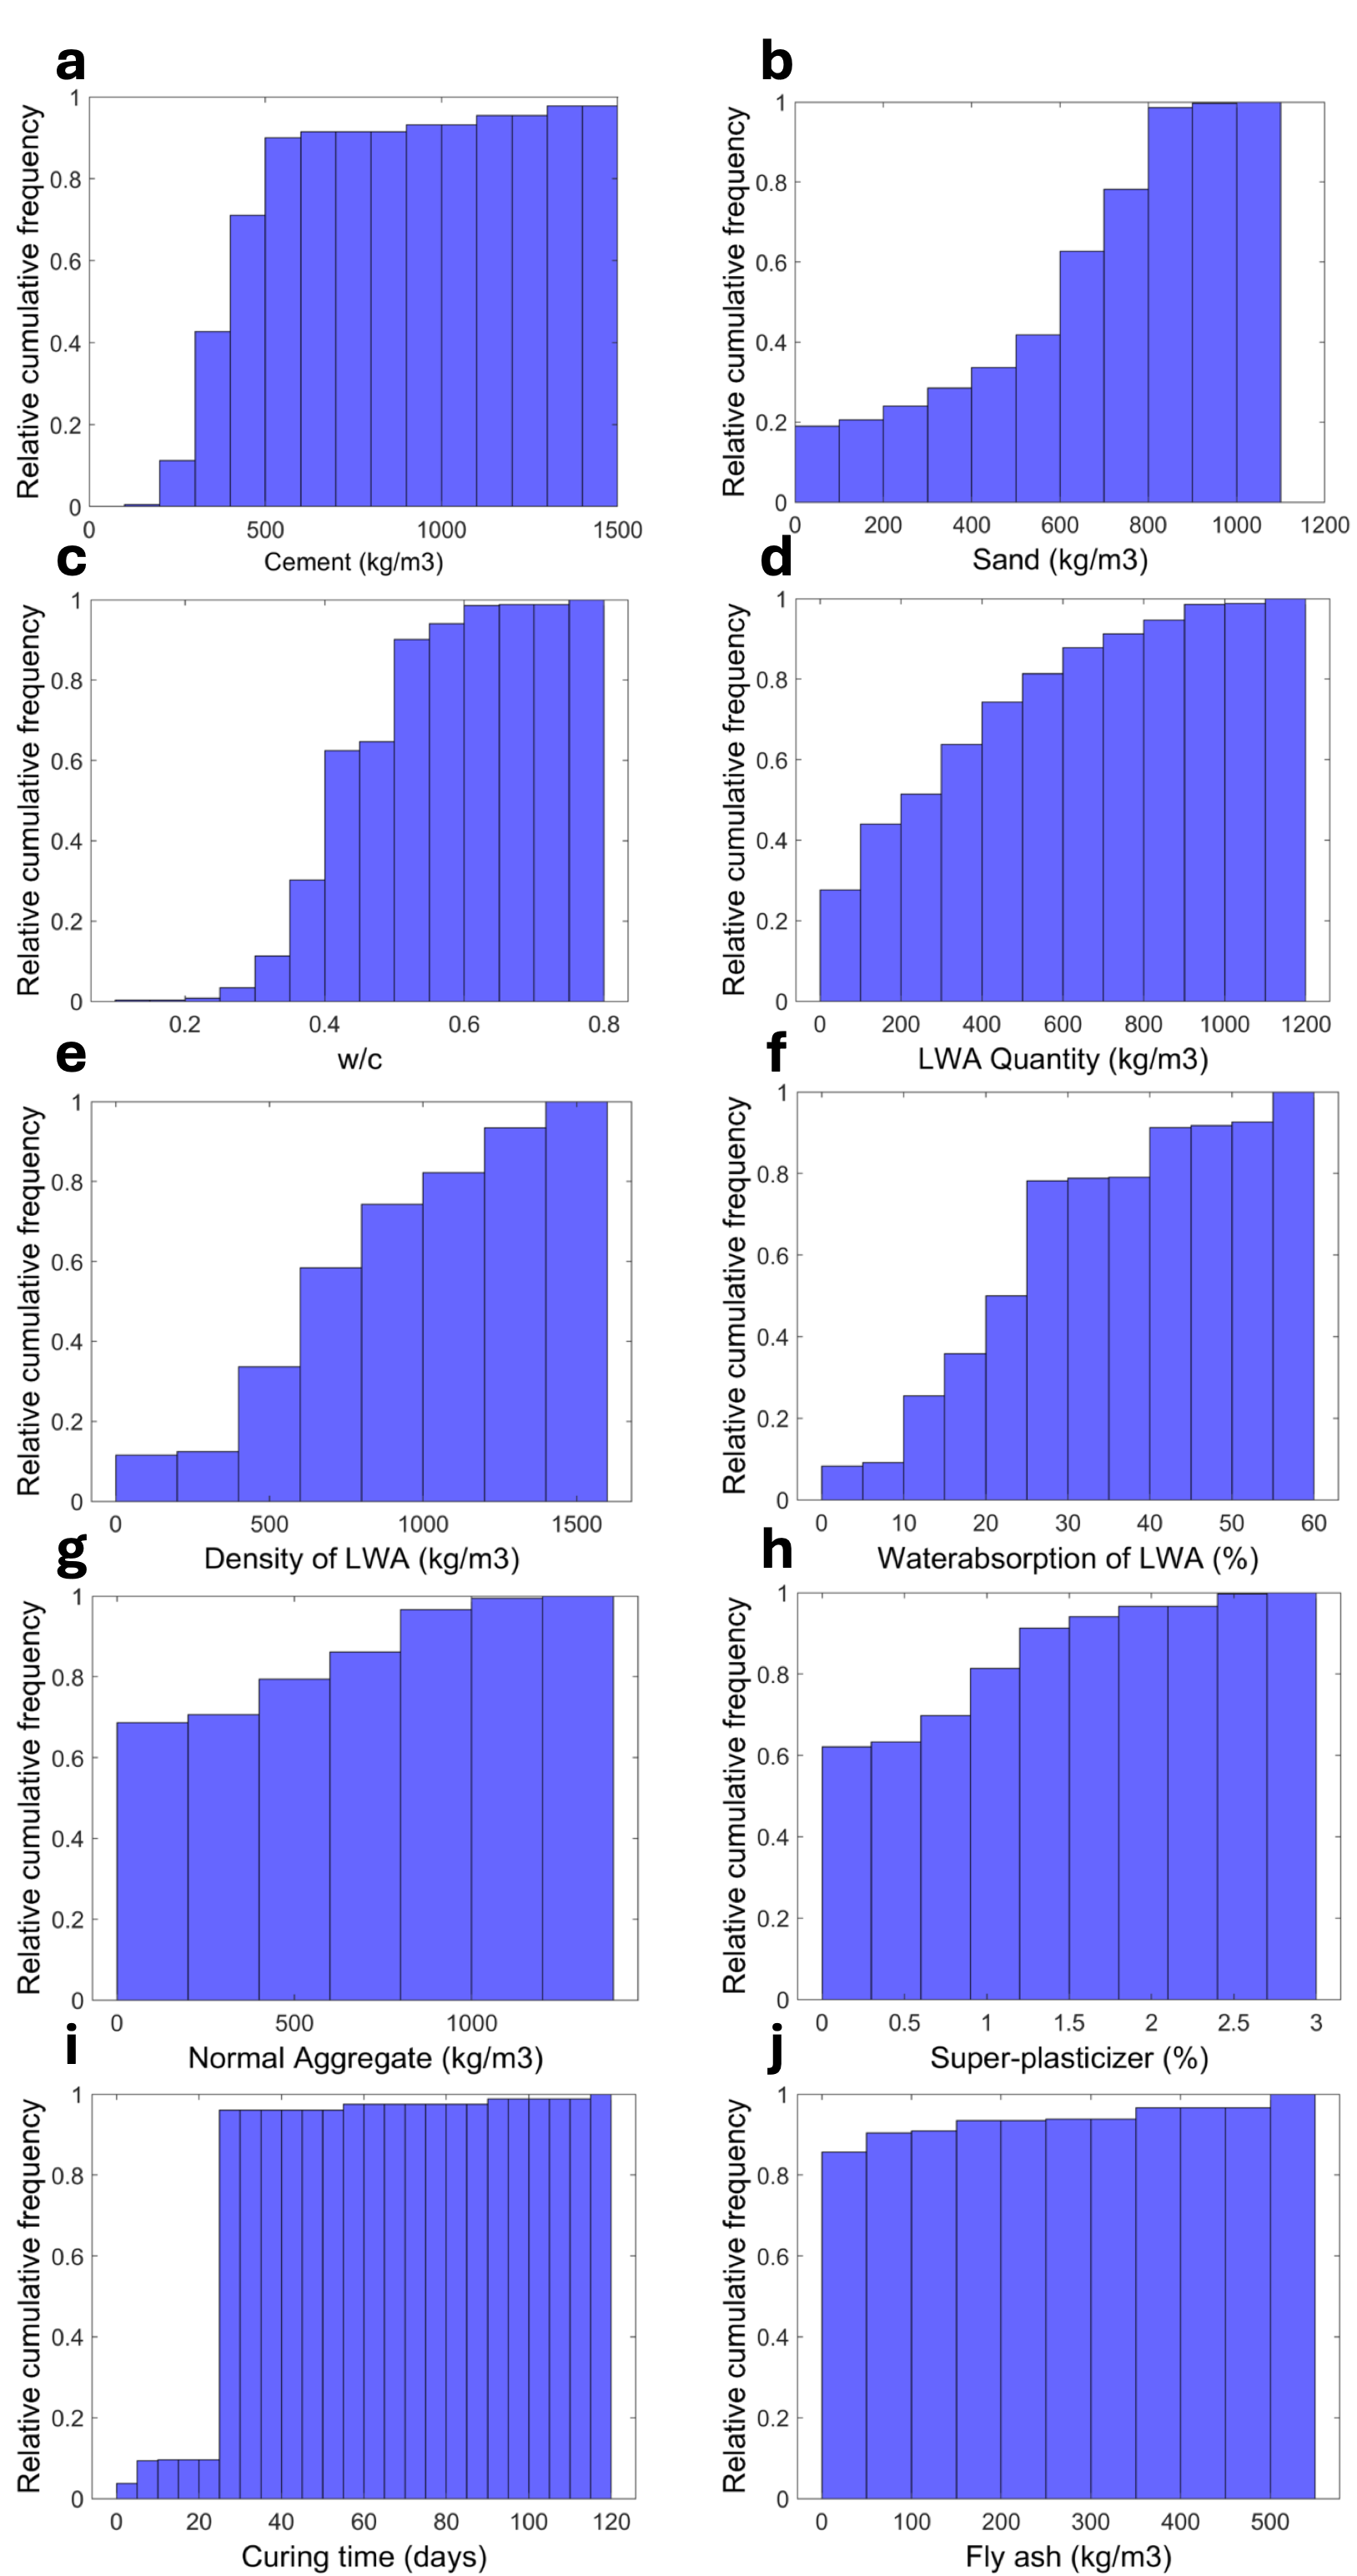 a
Relative cumulative frequency
1
0.8
0.6
0.4
0.2
0
0 500 1000 1500
Cement (kg/m3)
b
Relative cumulative frequency
1
0.8
0.6
0.4
0.2
0
0 200 400 600 800 1000 1200
Sand (kg/m3)
c
Relative cumulative frequency
1
0.8
0.6
0.4
0.2
0
0.2 0.4 0.6 0.8
w/c
d
Relative cumulative frequency
1
0.8
0.6
0.4
0.2
0
0 200 400 600 800 1000 1200
LWA Quantity (kg/m3)
e
Relative cumulative frequency
1
0.8
0.6
0.4
0.2
0
0 500 1000 1500
Density of LWA (kg/m3)
f
Relative cumulative frequency
1
0.8
0.6
0.4
0.2
0
0 10 20 30 40 50 60
Waterabsorption of LWA (%)
g
Relative cumulative frequency
1
0.8
0.6
0.4
0.2
0
0 500 1000
Normal Aggregate (kg/m3)
h
Relative cumulative frequency
1
0.8
0.6
0.4
0.2
0
0 0.5 1 1.5 2 2.5 3
Super-plasticizer (%)
i
Relative cumulative frequency
1
0.8
0.6
0.4
0.2
0
0 20 40 60 80 100 120
Curing time (days)
j
Relative cumulative frequency
1
0.8
0.6
0.4
0.2
0
0 100 200 300 400 500
Fly ash (kg/m3)